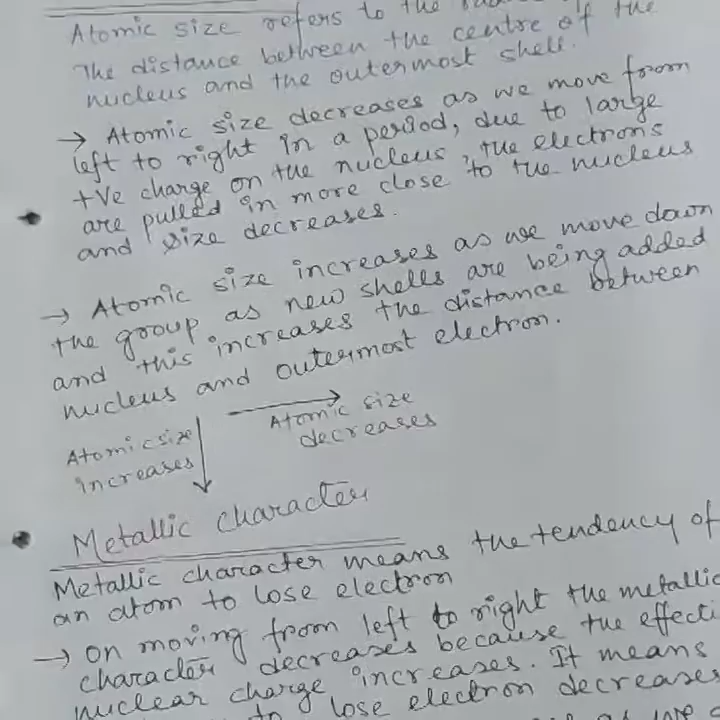 Atomic size refers to the
The distance between the centre of the
nucleus and the outermost shell.
→ Atomic size decreases as we move from
left to right in a period, due to large
+ve charge on the nucleus, the electrons
are pulled in more close to the nucleus
and size decreases.
→ Atomic size increases as we move down
the group as new shells are being added
and this increases the distance between
nucleus and outermost electron.
Atomic size
decreases
Atomic size
increases
Metallic character
Metallic character means the tendency of
an atom to lose electron
→ On moving from left to right the metallic
character decreases because the effecti
nuclear charge increases. It means
to lose electron decreases